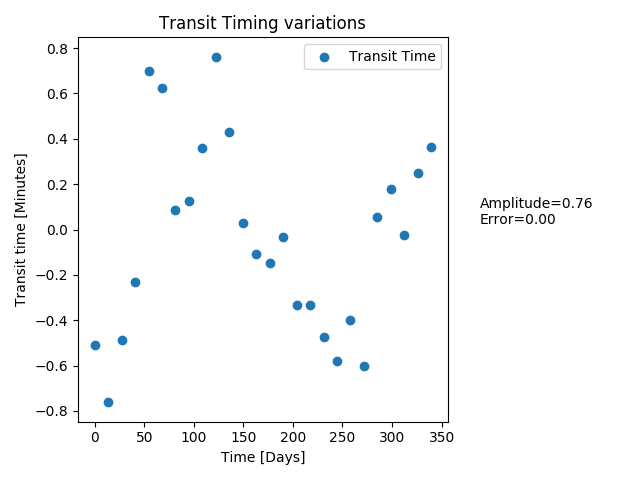 Transit Timing variations
Transit Time
Transit time [Minutes]
0.8
0.6
0.4
0.2
0.0
−0.2
−0.4
−0.6
−0.8
0 50 100 150 200 250 300 350
Time [Days]
Amplitude=0.76
Error=0.00